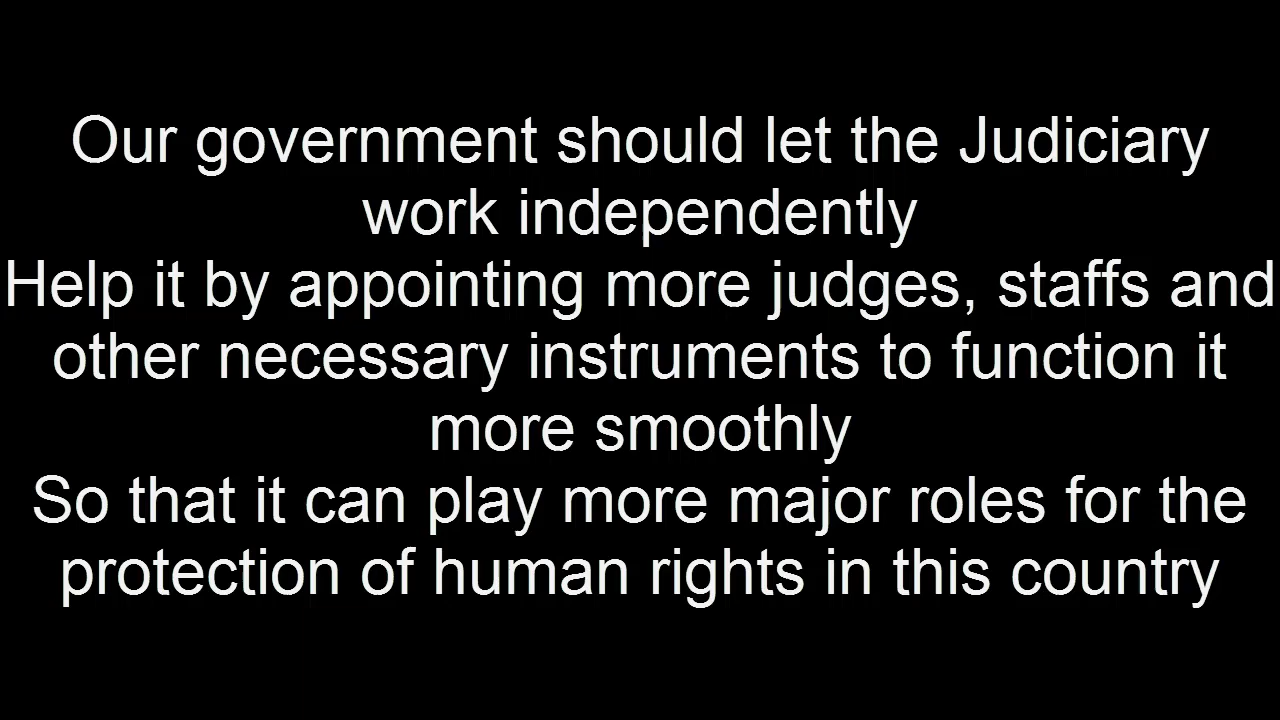 Our government should let the Judiciary
work independently
Help it by appointing more judges, staffs and
other necessary instruments to function it
more smoothly
So that it can play more major roles for the
protection of human rights in this country